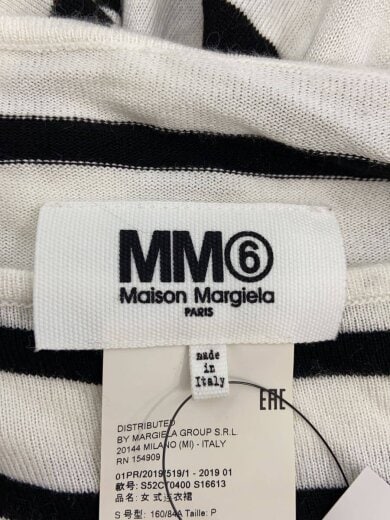 MM⑥
Maison Margiela
PARIS
made
in
Italy
EAC
DISTRIBUTED
BY MARGIELA GROUP S.R.L
20144 MILANO (MI) - ITALY
RN 154909
01PR/2019/519/1 - 2019 01
款号: S52CT0400 S16613
品名: 女式连衣裙
S 号型: 160/84A Taille: P